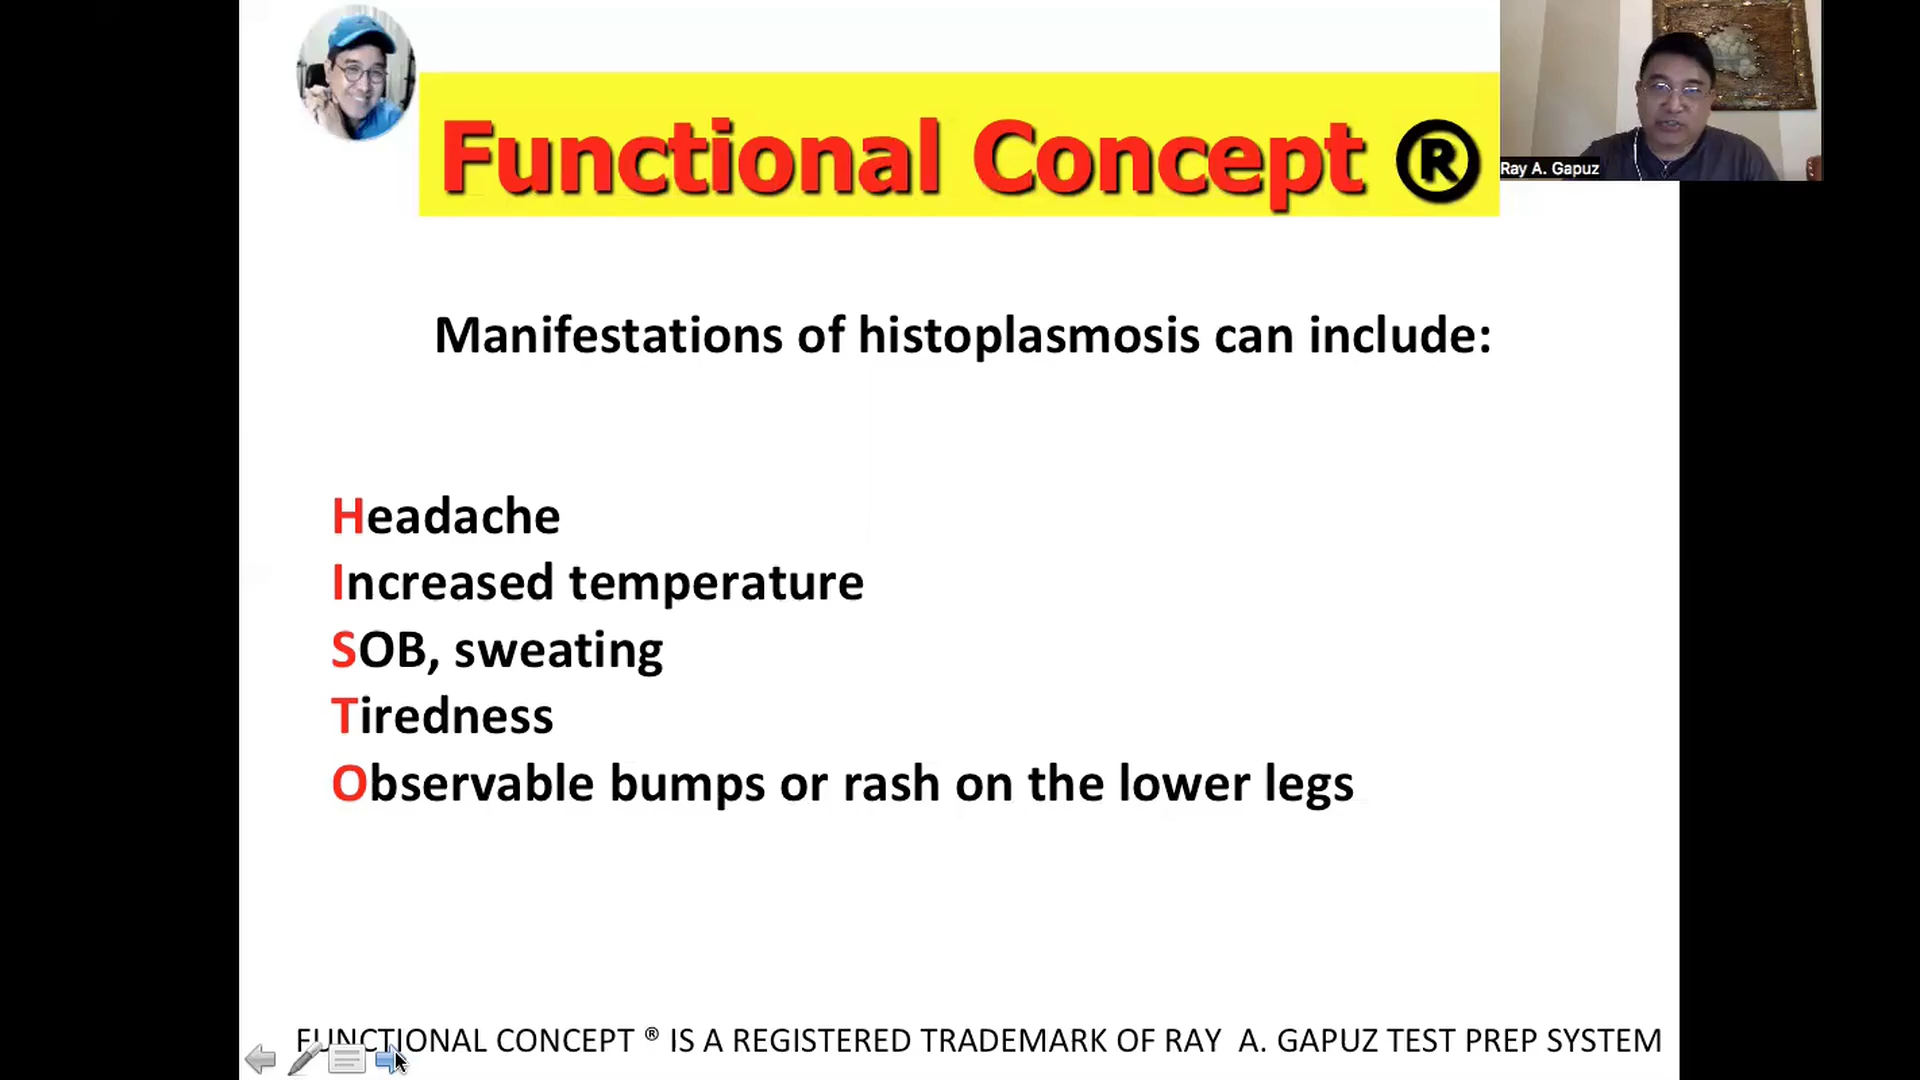 Functional Concept ®
Ray A. Gapuz
Manifestations of histoplasmosis can include:
Headache
Increased temperature
SOB, sweating
Tiredness
Observable bumps or rash on the lower legs
FUNCTIONAL CONCEPT ® IS A REGISTERED TRADEMARK OF RAY A. GAPUZ TEST PREP SYSTEM